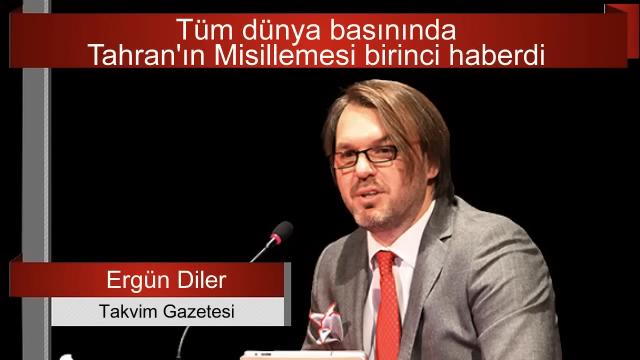 Tüm dünya basınında
Tahran'ın Misillemesi birinci haberdi
Ergün Diler
Takvim Gazetesi